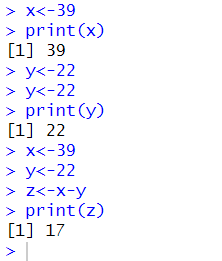 > x<-39
> print(x)
[1] 39
> y<-22
> y<-22
> print(y)
[1] 22
> x<-39
> y<-22
> z<-x-y
> print(z)
[1] 17
>